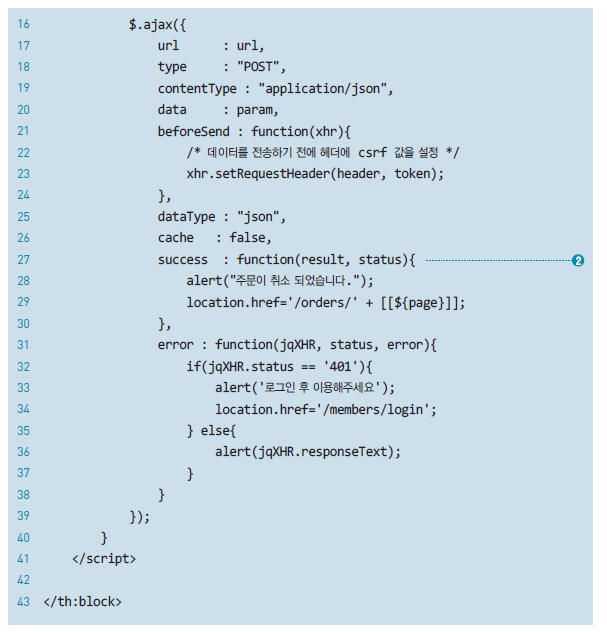 16 $.ajax({
17 url : url,
18 type : "POST",
19 contentType : "application/json",
20 data : param,
21 beforeSend : function(xhr){
22 /* 데이터를 전송하기 전에 헤더에 csrf 값을 설정 */
23 xhr.setRequestHeader(header, token);
24 },
25 dataType : "json",
26 cache : false,
27 success : function(result, status){ 2
28 alert("주문이 취소 되었습니다.");
29 location.href='/orders/' + [[${page}]];
30 },
31 error : function(jqXHR, status, error){
32 if(jqXHR.status == '401'){
33 alert('로그인 후 이용해주세요');
34 location.href='/members/login';
35 } else{
36 alert(jqXHR.responseText);
37 }
38 }
39 });
40 }
41 </script>
42
43 </th:block>